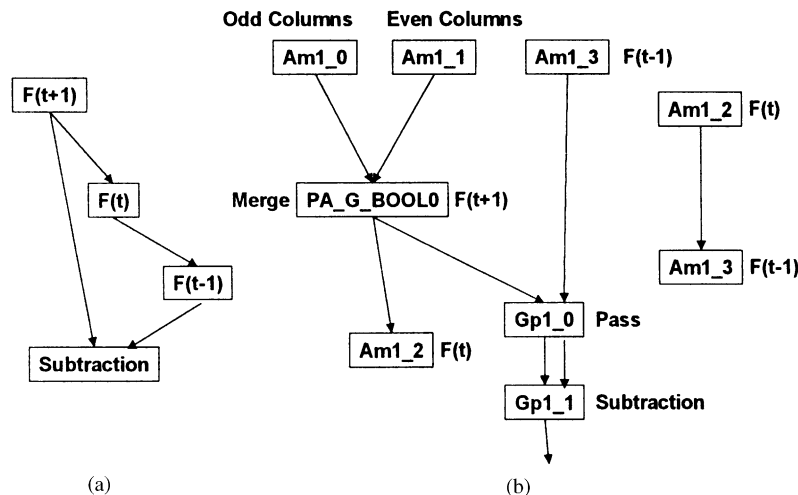 Odd Columns Even Columns
Am1_0 Am1_1 Am1_3 F(t-1)
F(t+1)
Am1_2 F(t)
F(t)
Merge PA_G_BOOL0 F(t+1)
F(t-1)
Am1_3 F(t-1)
Gp1_0 Pass
Subtraction
Am1_2 F(t)
Gp1_1 Subtraction
(a) (b)